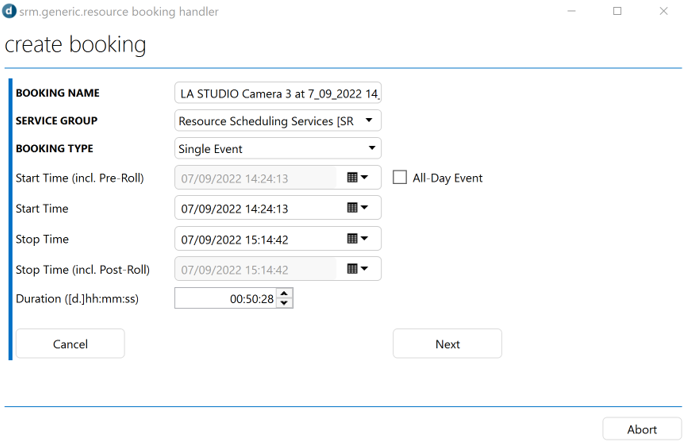 srm.generic.resource booking handler
create booking
BOOKING NAME LA STUDIO Camera 3 at 7_09_2022 14_
SERVICE GROUP Resource Scheduling Services [SR
BOOKING TYPE Single Event
Start Time (incl. Pre-Roll) 07/09/2022 14:24:13 All-Day Event
Start Time 07/09/2022 14:24:13
Stop Time 07/09/2022 15:14:42
Stop Time (incl. Post-Roll) 07/09/2022 15:14:42
Duration ([d.]hh:mm:ss) 00:50:28
Cancel Next
Abort